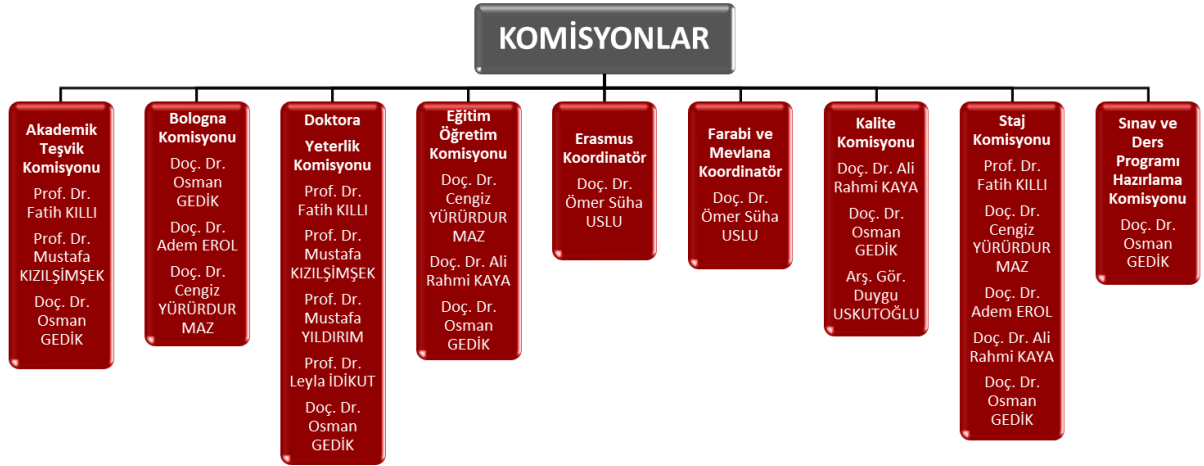 KOMİSYONLAR
Akademik
Teşvik
Komisyonu
Prof. Dr.
Fatih KILLI
Prof. Dr.
Mustafa
KIZILŞİMŞEK
Doç. Dr.
Osman
GEDİK
Bologna
Komisyonu
Doç. Dr.
Osman
GEDİK
Doç. Dr.
Adem EROL
Doç. Dr.
Cengiz
YÜRÜRDUR
MAZ
Doktora
Yeterlik
Komisyonu
Prof. Dr.
Fatih KILLI
Prof. Dr.
Mustafa
KIZILŞİMŞEK
Prof. Dr.
Mustafa
YILDIRIM
Prof. Dr.
Leyla İDİKUT
Doç. Dr.
Osman
GEDİK
Eğitim
Öğretim
Komisyonu
Doç. Dr.
Cengiz
YÜRÜRDUR
MAZ
Doç. Dr. Ali
Rahmi KAYA
Doç. Dr.
Osman
GEDİK
Erasmus
Koordinatör
Doç. Dr.
Ömer Süha
USLU
Farabi ve
Mevlana
Koordinatör
Doç. Dr.
Ömer Süha
USLU
Kalite
Komisyonu
Doç. Dr. Ali
Rahmi KAYA
Doç. Dr.
Osman
GEDİK
Arş. Gör.
Duygu
USKUTOĞLU
Staj
Komisyonu
Prof. Dr.
Fatih KILLI
Doç. Dr.
Cengiz
YÜRÜRDUR
MAZ
Doç. Dr.
Adem EROL
Doç. Dr. Ali
Rahmi KAYA
Doç. Dr.
Osman
GEDİK
Sınav ve
Ders
Programı
Hazırlama
Komisyonu
Doç. Dr.
Osman
GEDİK